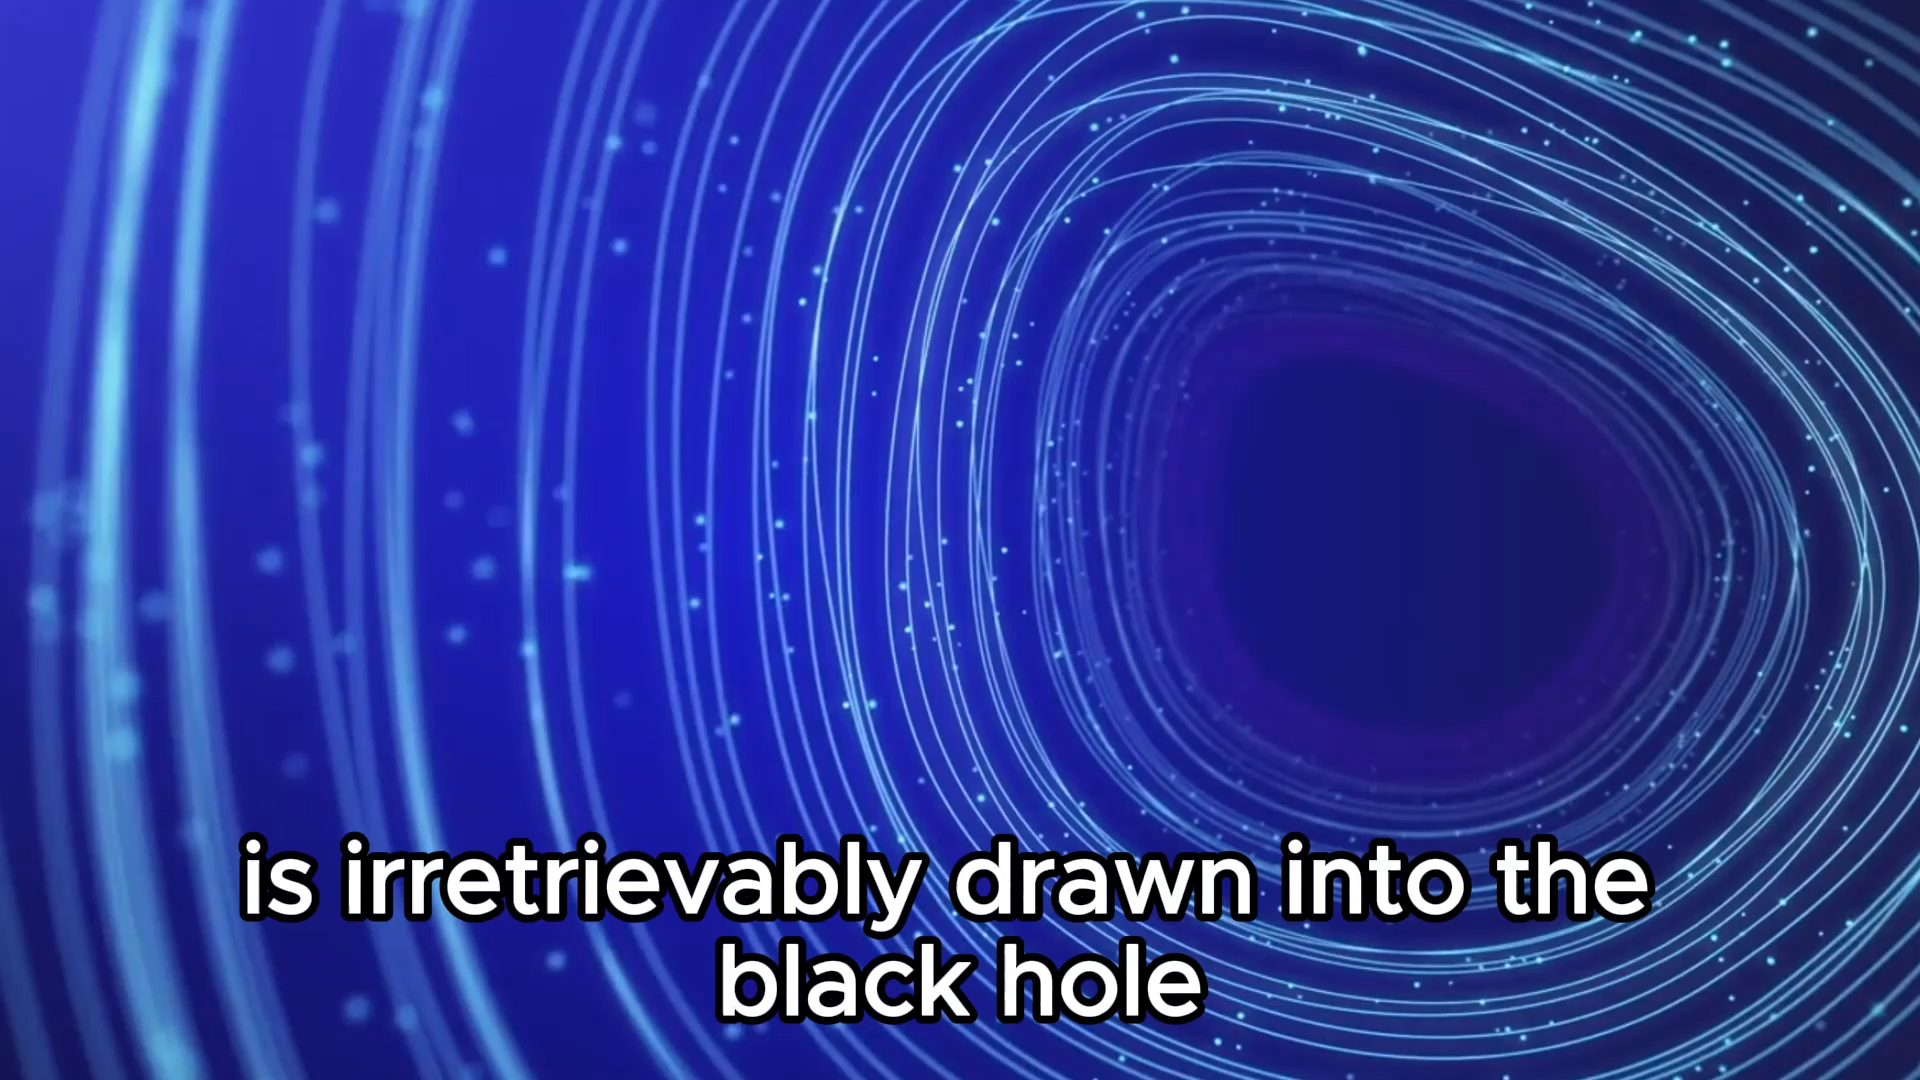 is irretrievably drawn into the
black hole